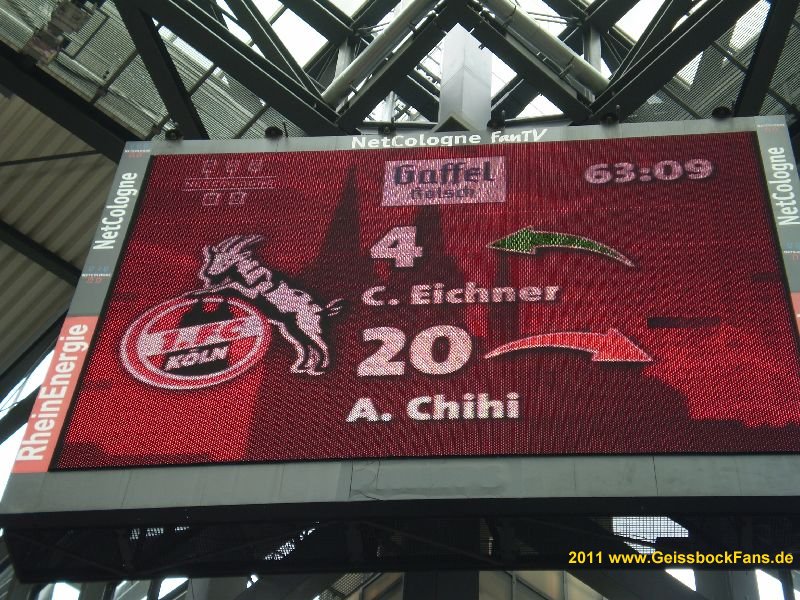 NetCologne FanTV
NetCologne
NetCologne
Gaffel
Kölsch
63:09
4
C. Eichner
1. FC
KÖLN
20
A. Chihi
RheinEnergie
2011 www.GeissbockFans.de